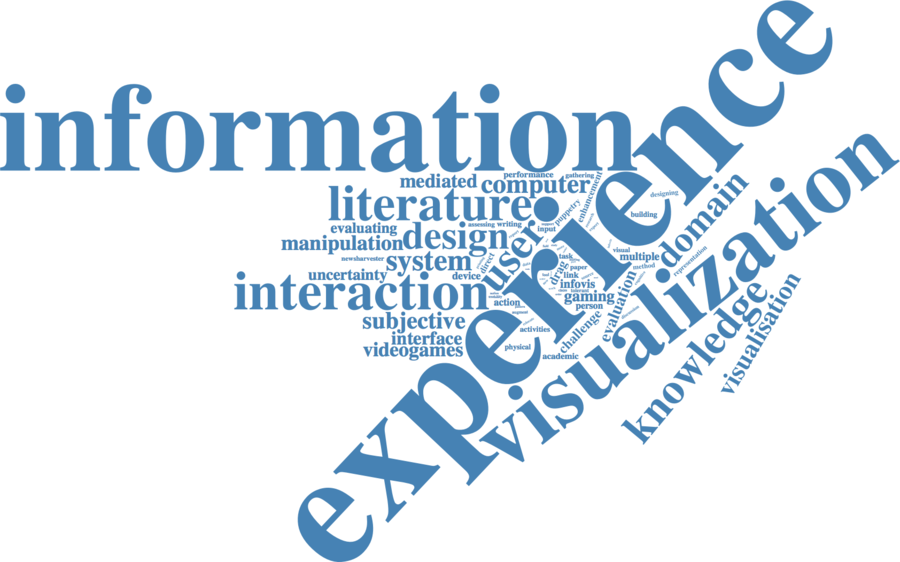 information
experience
visualization
performance
gathering
mediated
computer
enhancement
designing
literature
puppetry
building
domain
evaluating
assessing
writing
input
manipulation
design
user
visual
multiple
representation
newsharvester
system
direct
task
paper
method
uncertainty
device
drag
link
infovis
interaction
action
gaming
person
evaluation
knowledge
visualisation
subjective
activities
challenge
interface
videogames
physical
academic